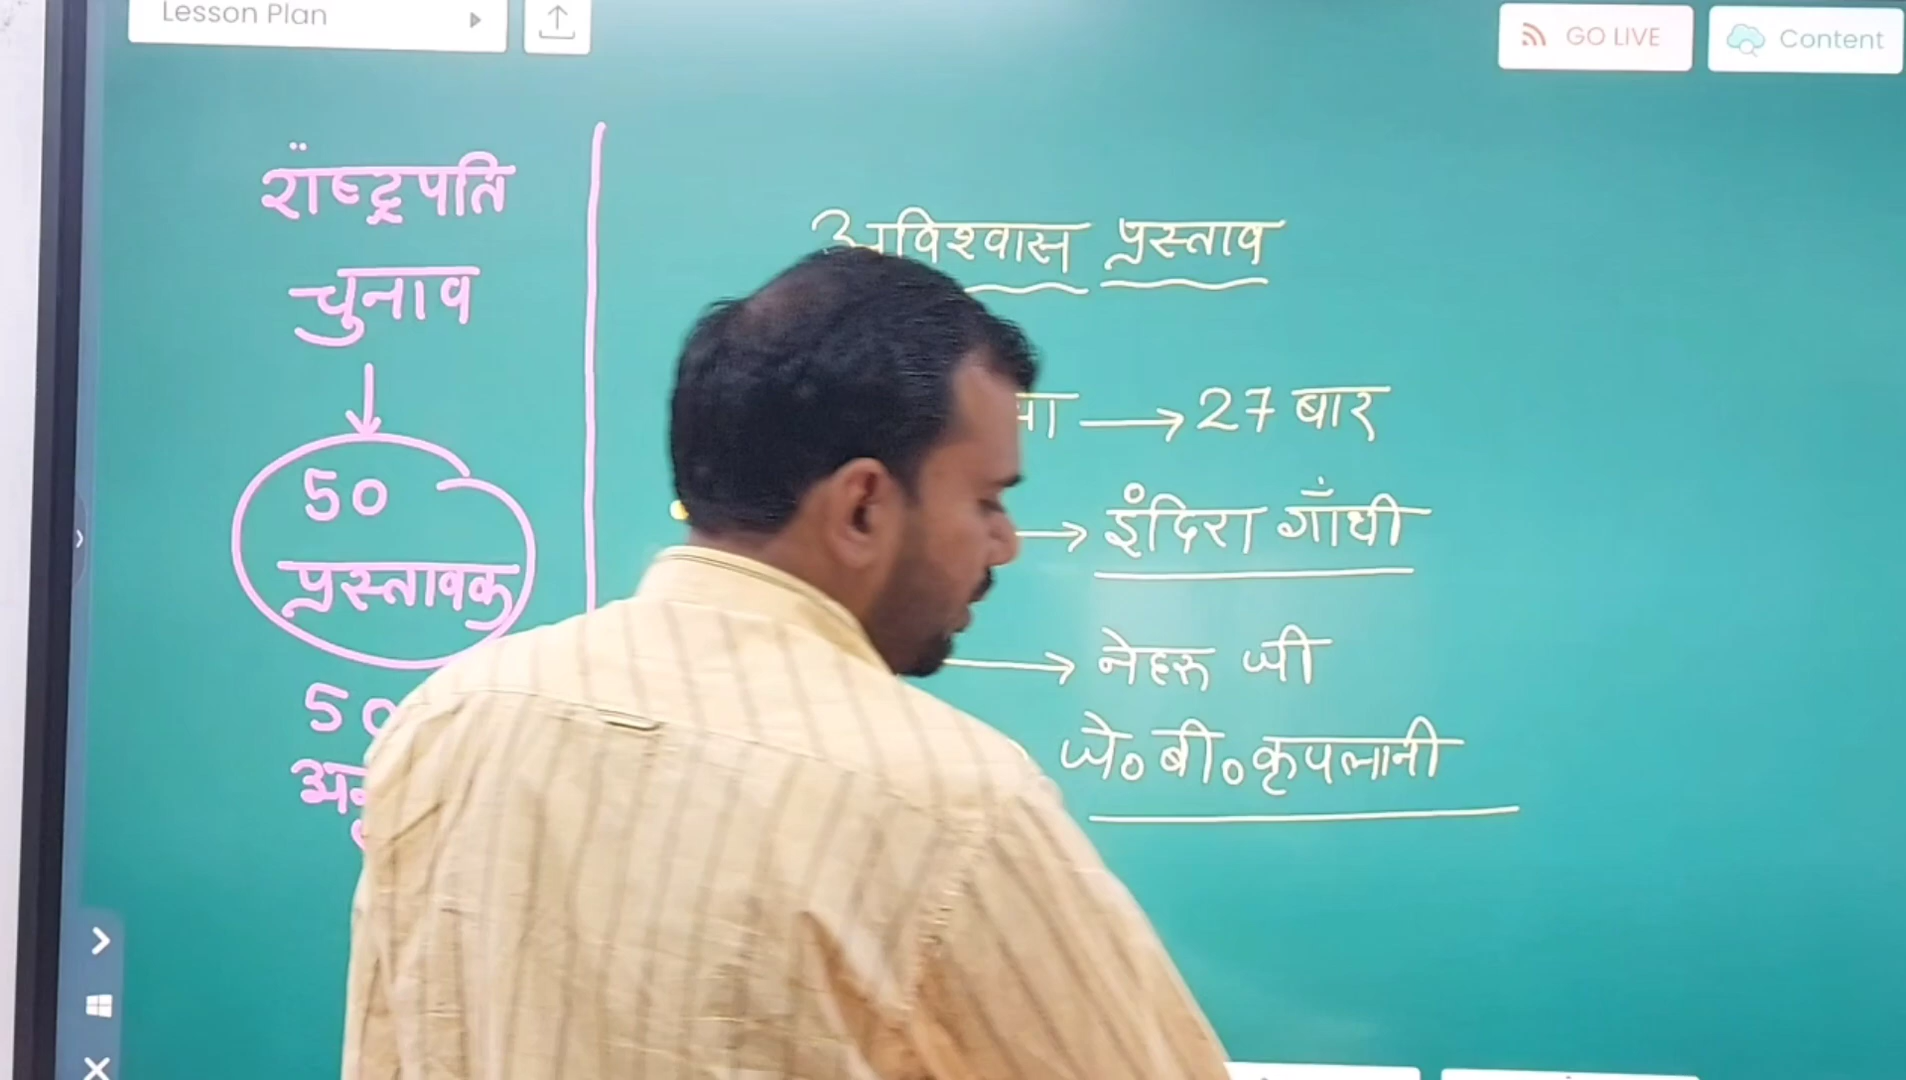 Lesson Plan
GO LIVE
Content
राष्ट्रपति
चुनाव
50
प्रस्तावक
50
अविश्वास प्रस्ताव
→ 27 बार
→ इंदिरा गाँधी
→ नेहरू जी
जे० बी० कृपलानी